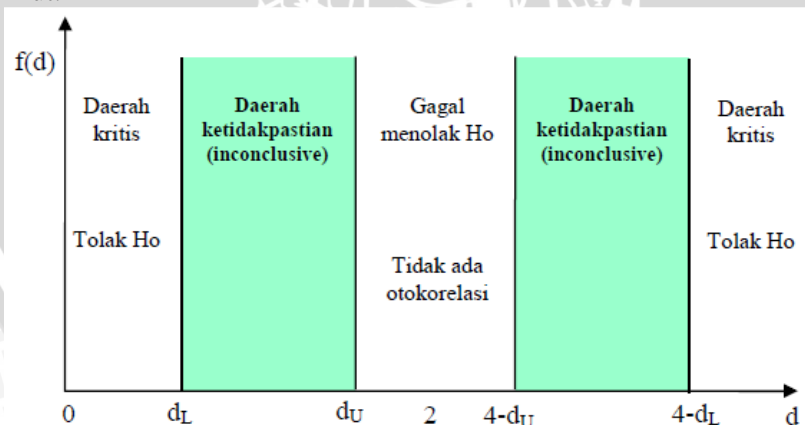 f(d)
Daerah
kritis
Tolak Ho
Daerah
ketidakpastian
(inconclusive)
Gagal
menolak Ho
Tidak ada
otokorelasi
Daerah
ketidakpastian
(inconclusive)
Daerah
kritis
Tolak Ho
0 dL dU 2 4-dU 4-dL d